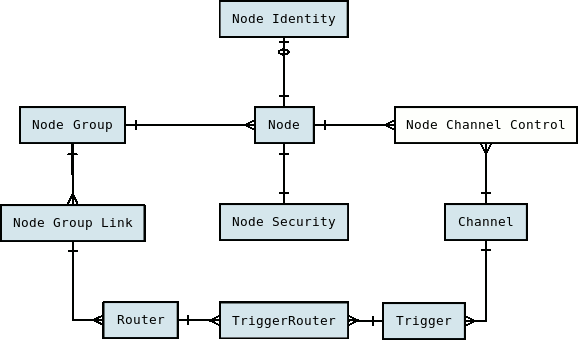 Node Identity
Node Group
Node
Node Channel Control
Node Group Link
Node Security
Channel
Router
TriggerRouter
Trigger